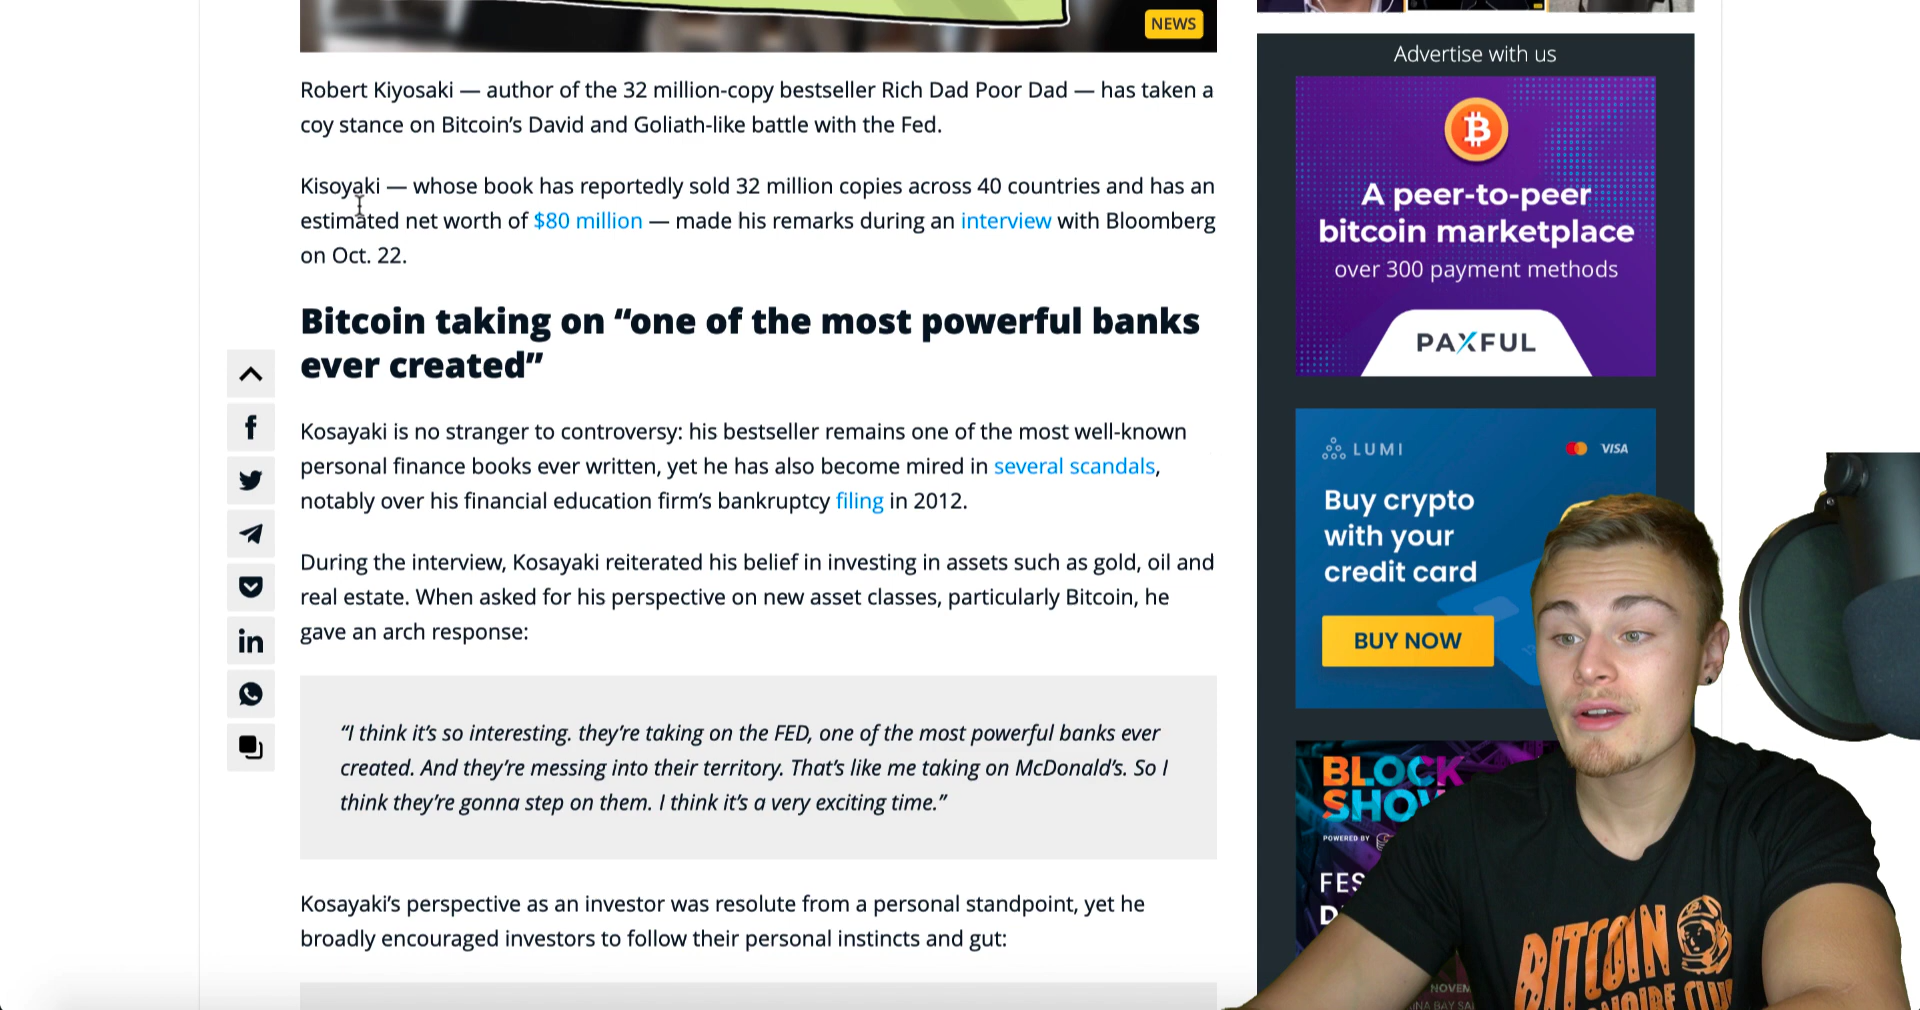 NEWS
Robert Kiyosaki — author of the 32 million-copy bestseller Rich Dad Poor Dad — has taken a
coy stance on Bitcoin’s David and Goliath-like battle with the Fed.
Kisoyaki — whose book has reportedly sold 32 million copies across 40 countries and has an
estimated net worth of $80 million — made his remarks during an interview with Bloomberg
on Oct. 22.
Bitcoin taking on “one of the most powerful banks
ever created”
Kosayaki is no stranger to controversy: his bestseller remains one of the most well-known
personal finance books ever written, yet he has also become mired in several scandals,
notably over his financial education firm’s bankruptcy filing in 2012.
During the interview, Kosayaki reiterated his belief in investing in assets such as gold, oil and
real estate. When asked for his perspective on new asset classes, particularly Bitcoin, he
gave an arch response:
“I think it’s so interesting. they’re taking on the FED, one of the most powerful banks ever
created. And they’re messing into their territory. That’s like me taking on McDonald’s. So I
think they’re gonna step on them. I think it’s a very exciting time.”
Kosayaki’s perspective as an investor was resolute from a personal standpoint, yet he
broadly encouraged investors to follow their personal instincts and gut:
Advertise with us
A peer-to-peer
bitcoin marketplace
over 300 payment methods
PAXFUL
LUMI
VISA
Buy crypto
with your
credit card
BUY NOW
BLOCK
POWERED BY
BITCOIN